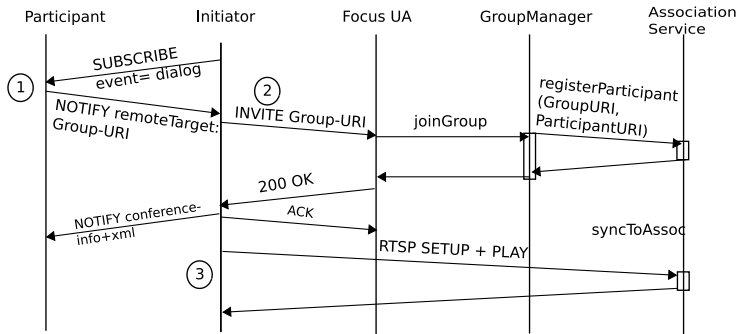 Participant
Initiator
Focus UA
GroupManager
Association
Service
SUBSCRIBE
event= dialog
1
NOTIFY remoteTarget:
Group-URI
2
INVITE Group-URI
joinGroup
registerParticipant
(GroupURI,
ParticipantURI)
200 OK
ACK
NOTIFY conference-
info+xml
syncToAssoc
RTSP SETUP + PLAY
3